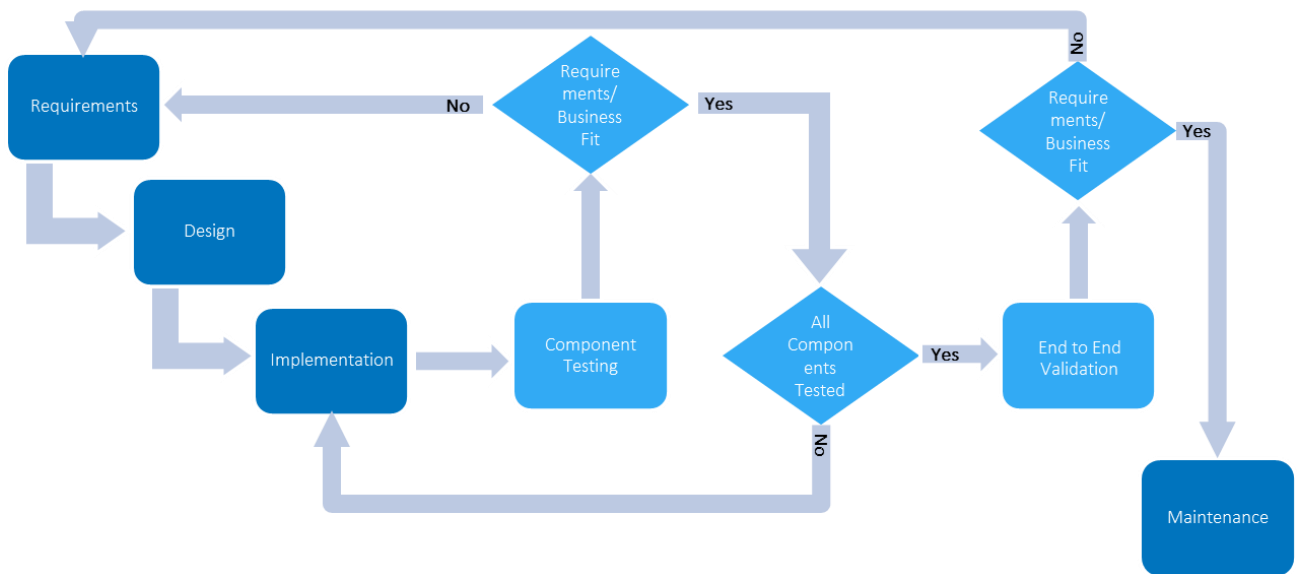 No
Requirements
Require
ments/
Business
Fit
No
Yes
Require
ments/
Business
Fit
Yes
Design
Implementation
Component
Testing
All
Compon
ents
Tested
Yes
End to End
Validation
No
Maintenance